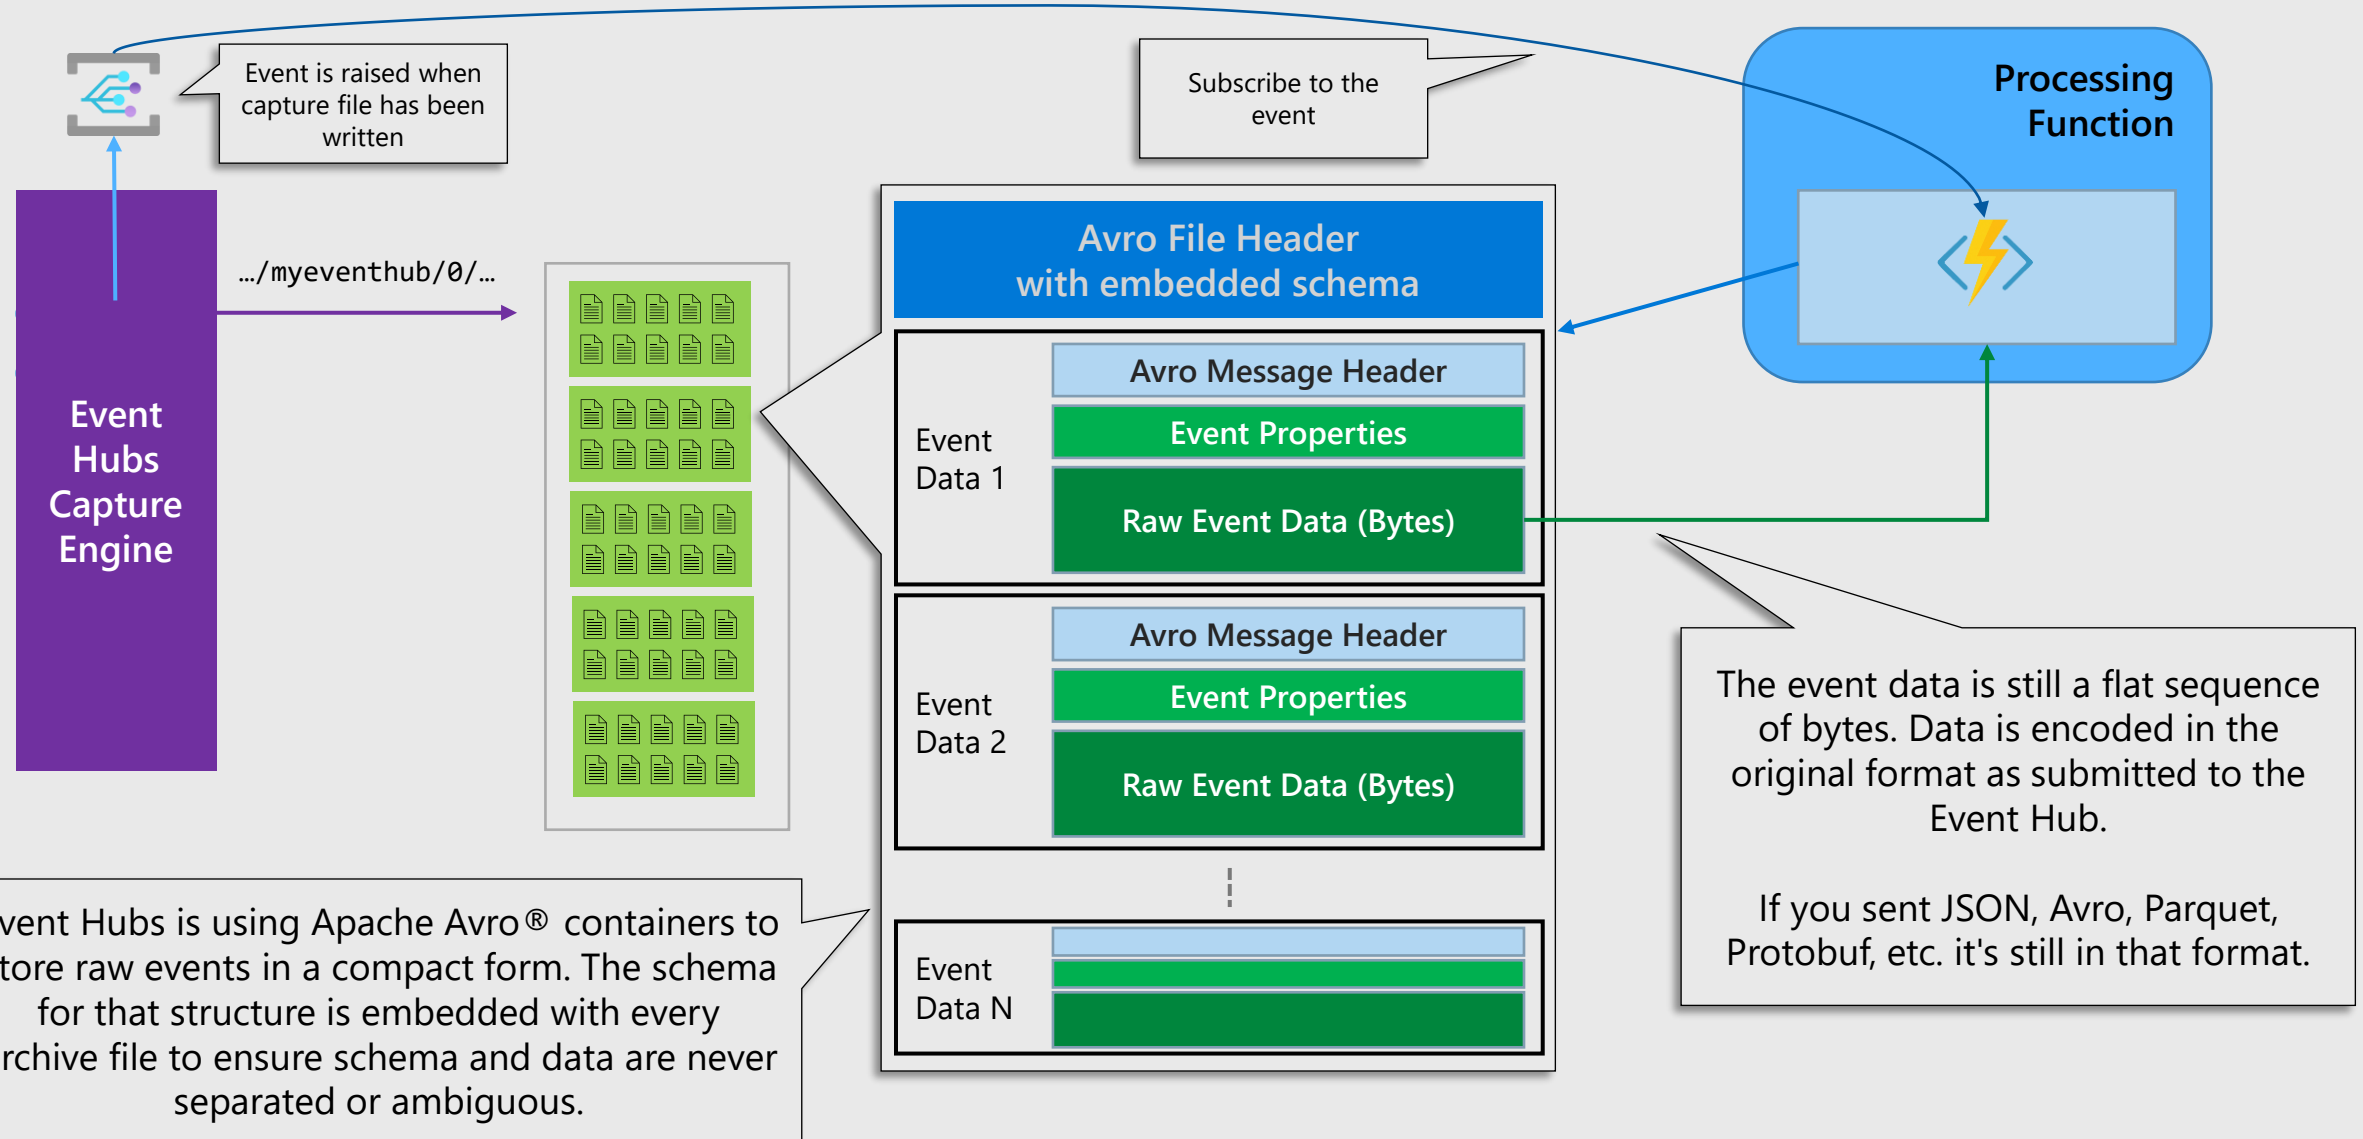 Event is raised when
capture file has been
written
Subscribe to the
event
Processing
Function
…/myeventhub/0/…
Event
Hubs
Capture
Engine
Avro File Header
with embedded schema
Event
Data 1
Avro Message Header
Event Properties
Raw Event Data (Bytes)
Event
Data 2
Avro Message Header
Event Properties
Raw Event Data (Bytes)
Event
Data N
The event data is still a flat sequence
of bytes. Data is encoded in the
original format as submitted to the
Event Hub.
If you sent JSON, Avro, Parquet,
Protobuf, etc. it's still in that format.
vent Hubs is using Apache Avro® containers to
tore raw events in a compact form. The schema
for that structure is embedded with every
rchive file to ensure schema and data are never
separated or ambiguous.